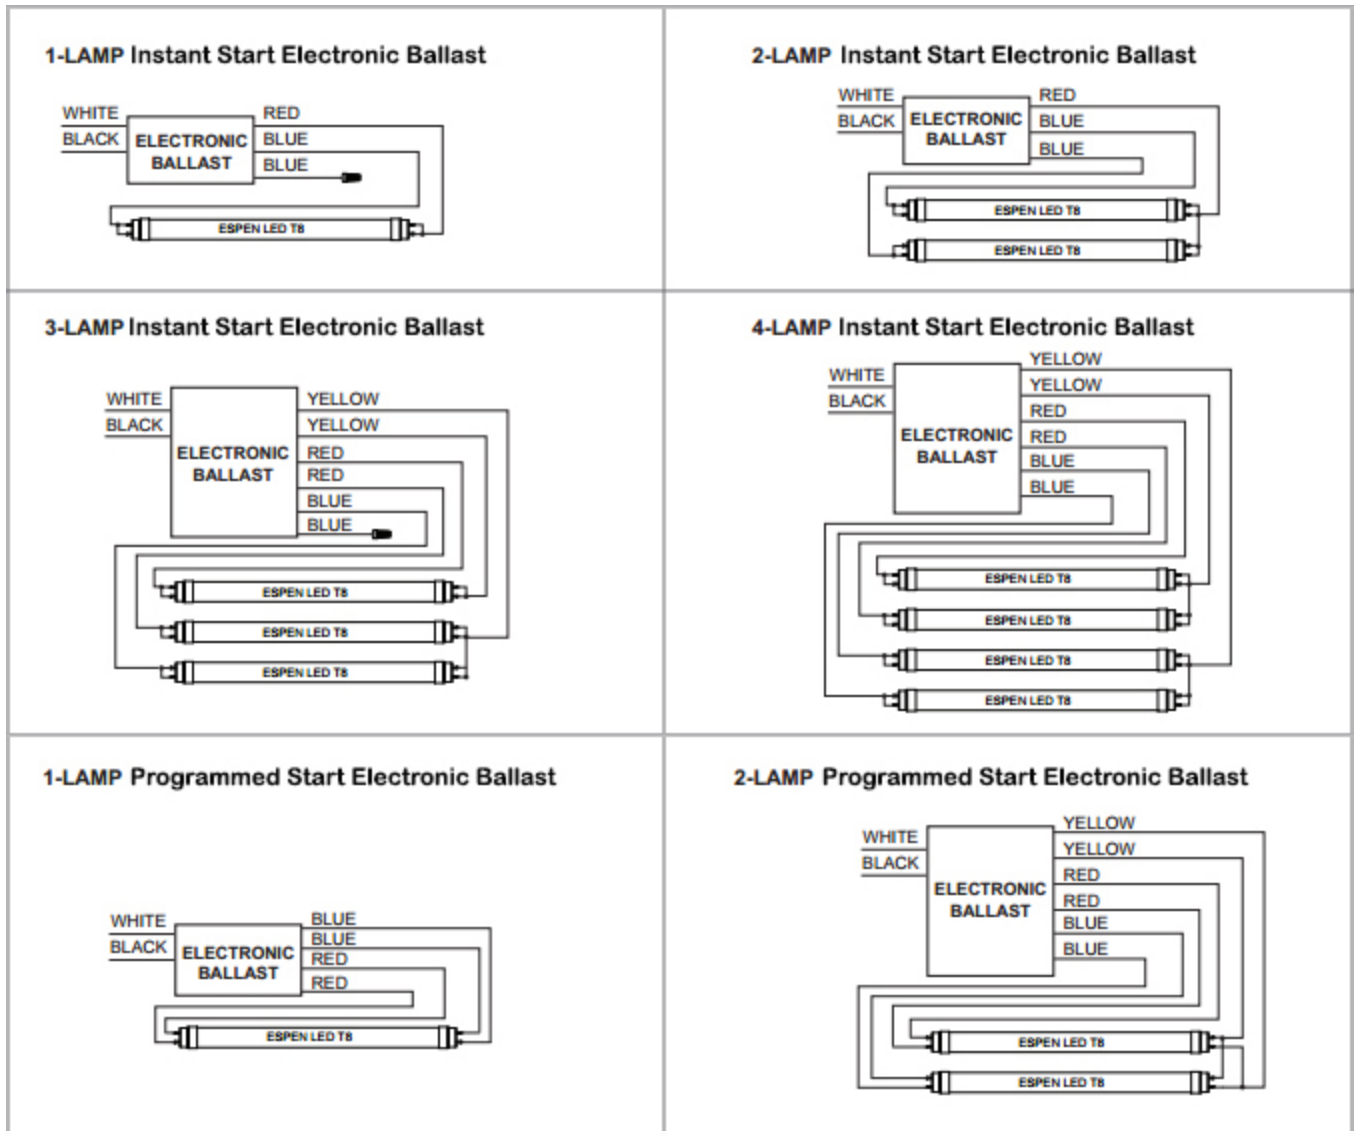 1-LAMP Instant Start Electronic Ballast
WHITE
BLACK
ELECTRONIC
BALLAST
RED
BLUE
BLUE
ESPEN LED T8
2-LAMP Instant Start Electronic Ballast
WHITE
BLACK
ELECTRONIC
BALLAST
RED
BLUE
BLUE
ESPEN LED T8
ESPEN LED T8
3-LAMP Instant Start Electronic Ballast
WHITE
BLACK
ELECTRONIC
BALLAST
YELLOW
YELLOW
RED
RED
BLUE
BLUE
ESPEN LED T8
ESPEN LED T8
ESPEN LED T8
4-LAMP Instant Start Electronic Ballast
WHITE
BLACK
ELECTRONIC
BALLAST
YELLOW
YELLOW
RED
RED
BLUE
BLUE
ESPEN LED T8
ESPEN LED T8
ESPEN LED T8
ESPEN LED T8
1-LAMP Programmed Start Electronic Ballast
WHITE
BLACK
ELECTRONIC
BALLAST
BLUE
BLUE
RED
RED
ESPEN LED T8
2-LAMP Programmed Start Electronic Ballast
WHITE
BLACK
ELECTRONIC
BALLAST
YELLOW
YELLOW
RED
RED
BLUE
BLUE
ESPEN LED T8
ESPEN LED T8